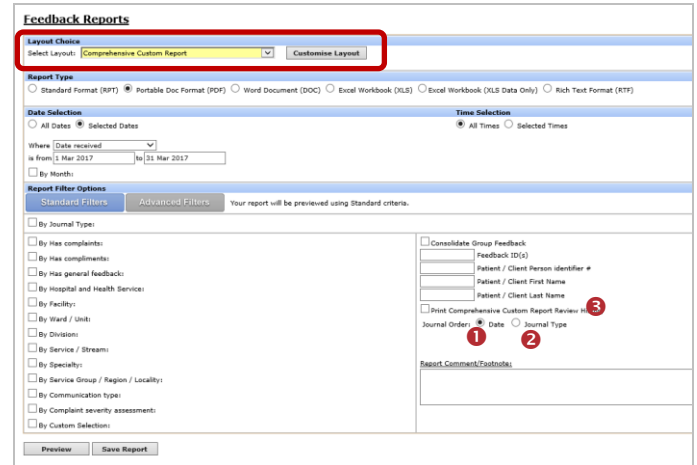 Feedback Reports
Layout Choice
Select Layout: Comprehensive Custom Report Customise Layout
Report Type
Standard Format (RPT) Portable Doc Format (PDF) Word Document (DOC) Excel Workbook (XLS) Excel Workbook (XLS Data Only) Rich Text Format (RTF)
Date Selection Time Selection
All Dates Selected Dates All Times Selected Times
Where Date received
is from 1 Mar 2017 to 31 Mar 2017
By Month:
Report Filter Options
Standard Filters Advanced Filters Your report will be previewed using Standard criteria.
By Journal Type:
By Has complaints:
By Has compliments:
By Has general feedback:
By Hospital and Health Service:
By Facility:
By Ward / Unit:
By Division:
By Service / Stream:
By Specialty:
By Service Group / Region / Locality:
By Communication type:
By Complaint severity assessment:
By Custom Selection:
Consolidate Group Feedback
Feedback ID(s)
Patient / Client Person identifier #
Patient / Client First Name
Patient / Client Last Name
3
Print Comprehensive Custom Report Review
Journal Order: Date Journal Type
1 2
Report Comment/Footnote:
Preview Save Report